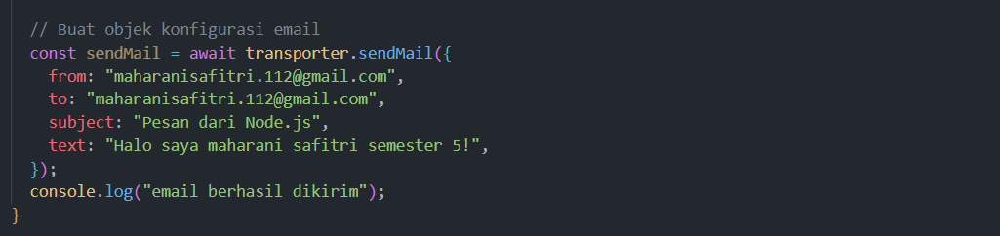 // Buat objek konfigurasi email
const sendMail = await transporter.sendMail({
from: "maharanisafitri.112@gmail.com",
to: "maharanisafitri.112@gmail.com",
subject: "Pesan dari Node.js",
text: "Halo saya maharani safitri semester 5!",
});
console.log("email berhasil dikirim");
}